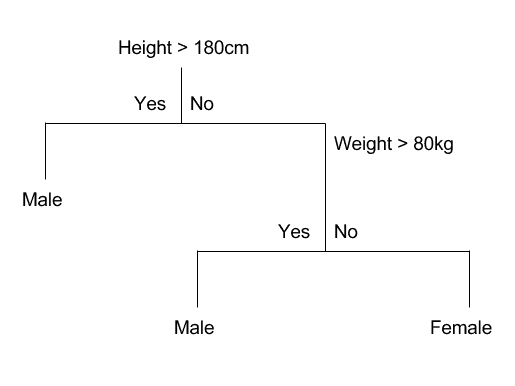 Height > 180cm
Yes No
Weight > 80kg
Male
Yes No
Male Female